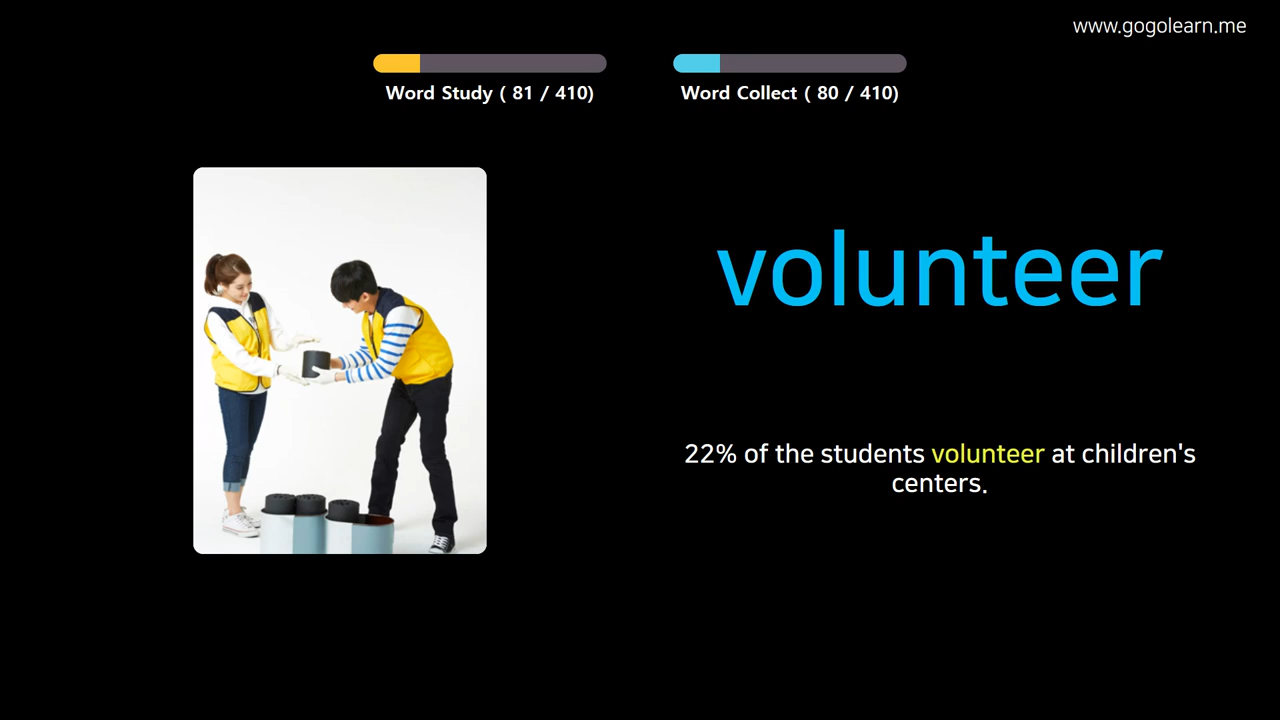 www.gogolearn.me
Word Study ( 81 / 410)
Word Collect ( 80 / 410)
volunteer
22% of the students volunteer at children's
centers.